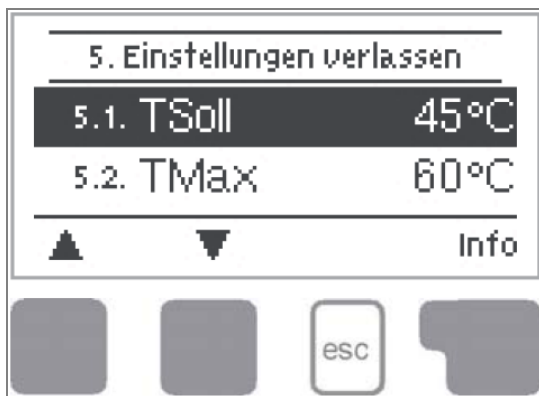 5. Einstellungen verlassen
5.1. TSoll 45°C
5.2. TMax 60°C
▲ ▼ Info
esc